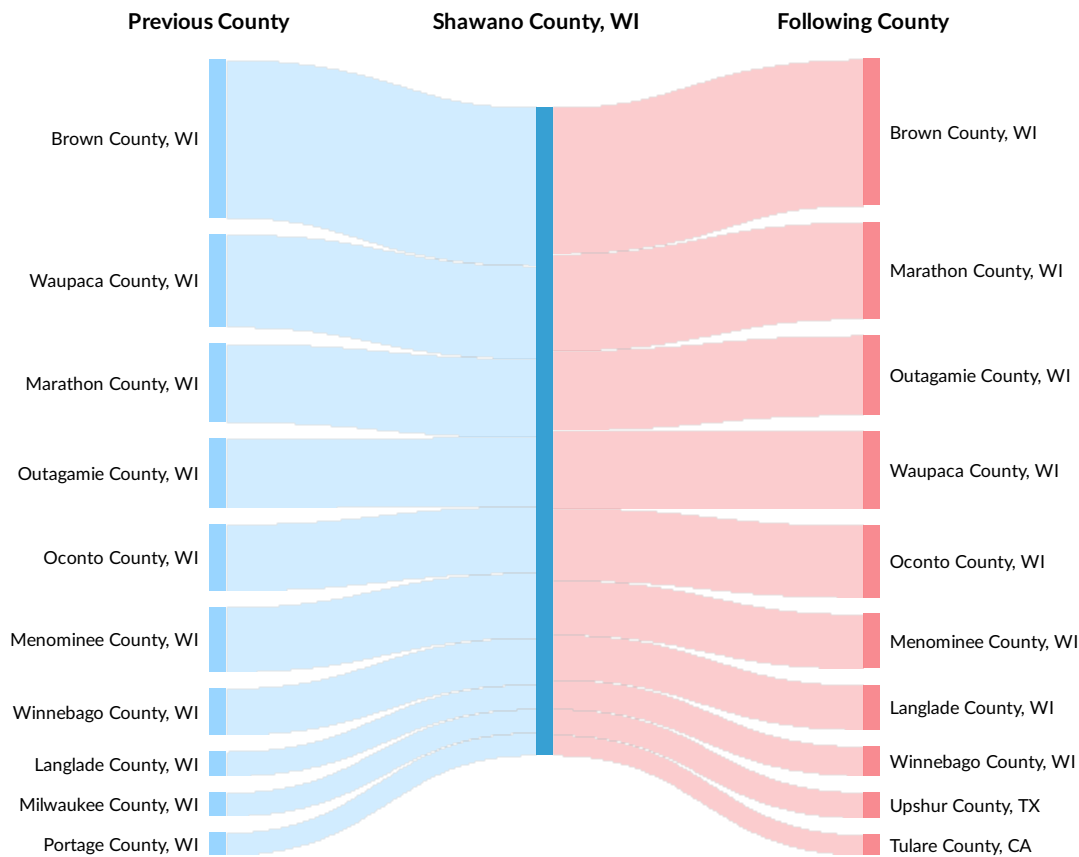 Previous County
Shawano County, WI
Following County
Brown County, WI
Waupaca County, WI
Marathon County, WI
Outagamie County, WI
Oconto County, WI
Menominee County, WI
Winnebago County, WI
Langlade County, WI
Milwaukee County, WI
Portage County, WI
Brown County, WI
Marathon County, WI
Outagamie County, WI
Waupaca County, WI
Oconto County, WI
Menominee County, WI
Langlade County, WI
Winnebago County, WI
Upshur County, TX
Tulare County, CA